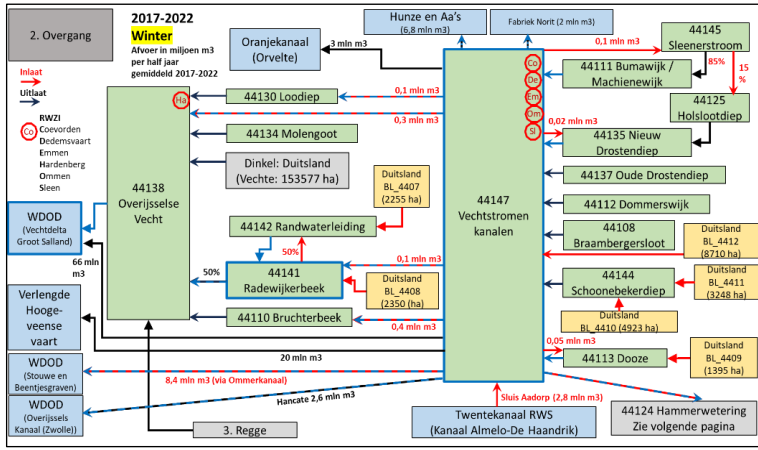 2. Overgang
2017-2022
Winter
Afvoer in miljoen m3
per half jaar
gemiddeld 2017-2022
Inlaat
Uitlaat
RWZI
Co
Coevorden
Dedemsvaart
Emmen
Hardenberg
Ommen
Sleen
Oranjekanaal
(Orvelte)
3 mln m3
Hunze en Aa's
(6,8 mln m3)
Fabriek Norit (2 mln m3)
0,1 mln m3
44145
Sleenerstroom
85%
15
%
44111 Bumawijk /
Machienewijk
44125
Holslootdiep
Co
De
Em
Om
Sl
0,02 mln m3
44135 Nieuw
Drostendiep
44137 Oude Drostendiep
44112 Dommerswijk
44108
Braambergersloot
Duitsland
BL_4412
(8710 ha)
44144
Schoonebekerdiep
Duitsland
BL_4411
(3248 ha)
Duitsland
BL_4410 (4923 ha)
0,05 mln m3
44113 Dooze
Duitsland
BL_4409
(1395 ha)
44124 Hammerwetering
Zie volgende pagina
44147
Vechtstromen
kanalen
Sluis Aadorp (2,8 mln m3)
Twentekanaal RWS
(Kanaal Almelo-De Haandrik)
Ha
44138
Overijsselse
Vecht
44130 Loodiep
0,1 mln m3
0,3 mln m3
44134 Molengoot
Dinkel: Duitsland
(Vechte: 153577 ha)
Duitsland
BL_4407
(2255 ha)
44142 Randwaterleiding
50%
50%
44141
Radewijkerbeek
0,1 mln m3
Duitsland
BL_4408
(2350 (ha)
44110 Bruchterbeek
0,4 mln m3
WDOD
(Vechtdelta
Groot Salland)
66 mln
m3
Verlengde
Hooge-
veense
vaart
20 mln m3
WDOD
(Stouwe en
Beentjesgraven)
8,4 mln m3 (via Ommerkanaal)
WDOD
(Overijssels
Kanaal (Zwolle))
Hancate 2,6 mln m3
3. Regge